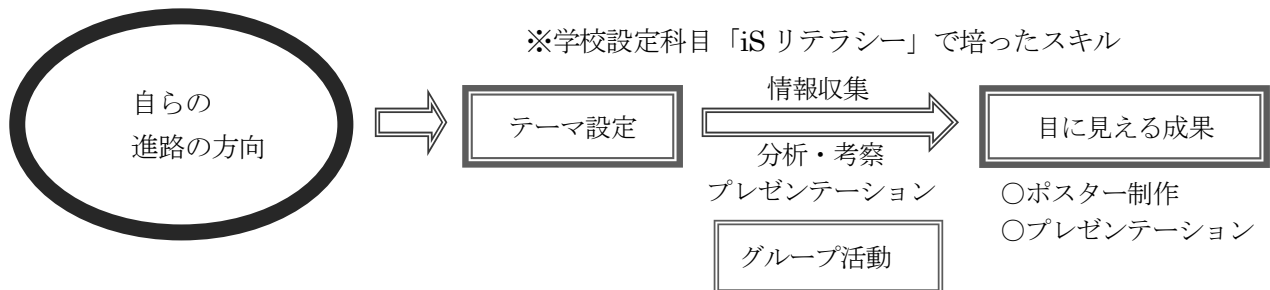 ※学校設定科目「iSリテラシー」で培ったスキル
自らの
進路の方向
テーマ設定
情報収集
分析・考察
プレゼンテーション
グループ活動
目に見える成果
○ポスター制作
○プレゼンテーション